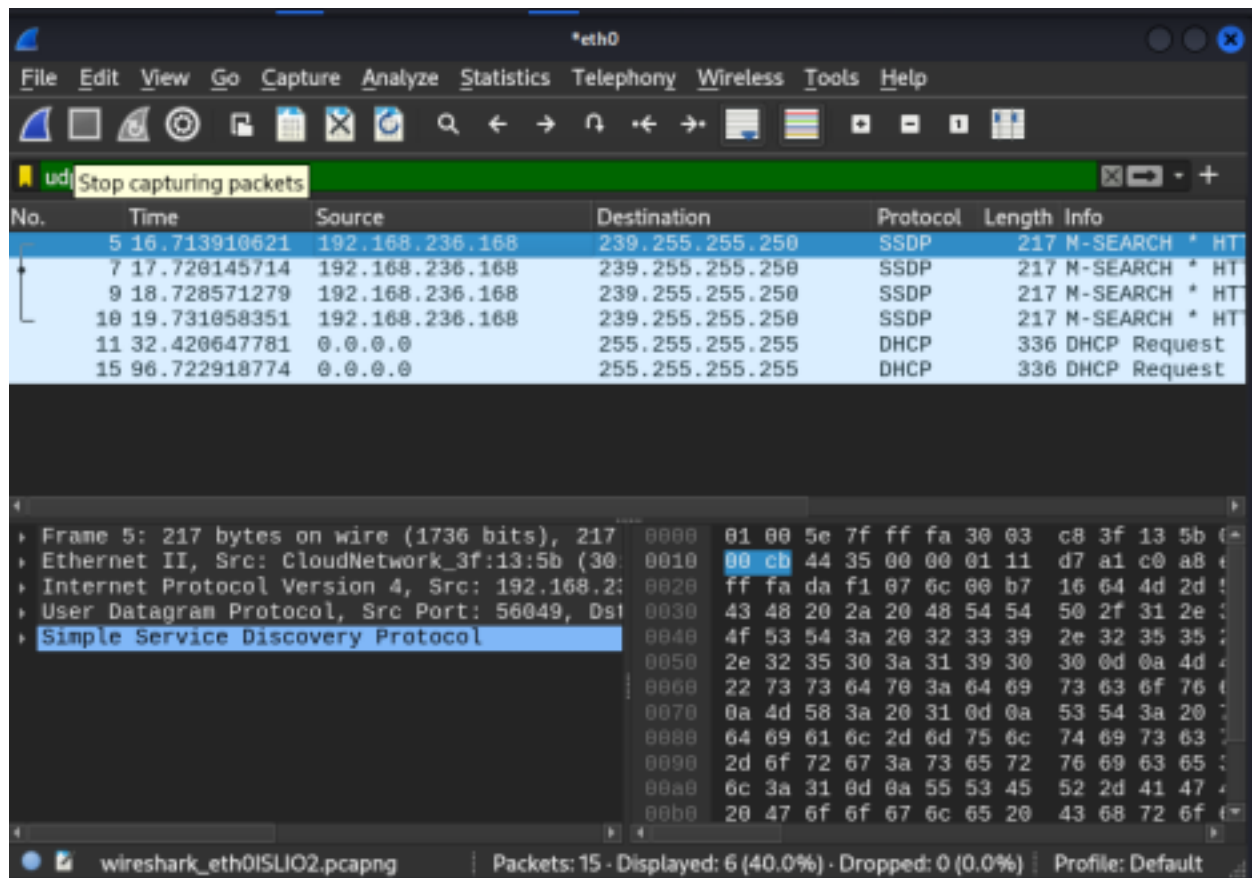 *eth0
File Edit View Go Capture Analyze Statistics Telephony Wireless Tools Help
udp Stop capturing packets
No. Time Source Destination Protocol Length Info
5 16.713910621 192.168.236.168 239.255.255.250 SSDP 217 M-SEARCH * HT
7 17.720145714 192.168.236.168 239.255.255.250 SSDP 217 M-SEARCH * HT
9 18.728571279 192.168.236.168 239.255.255.250 SSDP 217 M-SEARCH * HT
10 19.731058351 192.168.236.168 239.255.255.250 SSDP 217 M-SEARCH * HT
11 32.420647781 0.0.0.0 255.255.255.255 DHCP 336 DHCP Request
15 96.722918774 0.0.0.0 255.255.255.255 DHCP 336 DHCP Request
Frame 5: 217 bytes on wire (1736 bits), 217
Ethernet II, Src: CloudNetwork_3f:13:5b (30
Internet Protocol Version 4, Src: 192.168.23
User Datagram Protocol, Src Port: 56049, Dst
Simple Service Discovery Protocol
0000 01 00 5e 7f ff fa 30 03 c8 3f 13 5b
0010 00 cb 44 35 00 00 01 11 d7 a1 c0 a8
0020 ff fa da f1 07 6c 00 b7 16 64 4d 2d
0030 43 48 20 2a 20 48 54 54 50 2f 31 2e
0040 4f 53 54 3a 20 32 33 39 2e 32 35 35
0050 2e 32 35 30 3a 31 39 30 30 0d 0a 4d
0060 22 73 73 64 70 3a 64 69 73 63 6f 76
0070 0a 4d 58 3a 20 31 0d 0a 53 54 3a 20
0080 64 69 61 6c 2d 6d 75 6c 74 69 73 63
0090 2d 6f 72 67 3a 73 65 72 76 69 63 65
00a0 6c 3a 31 0d 0a 55 53 45 52 2d 41 47
00b0 20 47 6f 6f 67 6c 65 20 43 68 72 6f
wireshark_eth0ISLIO2.pcapng Packets: 15 · Displayed: 6 (40.0%) · Dropped: 0 (0.0%) Profile: Default